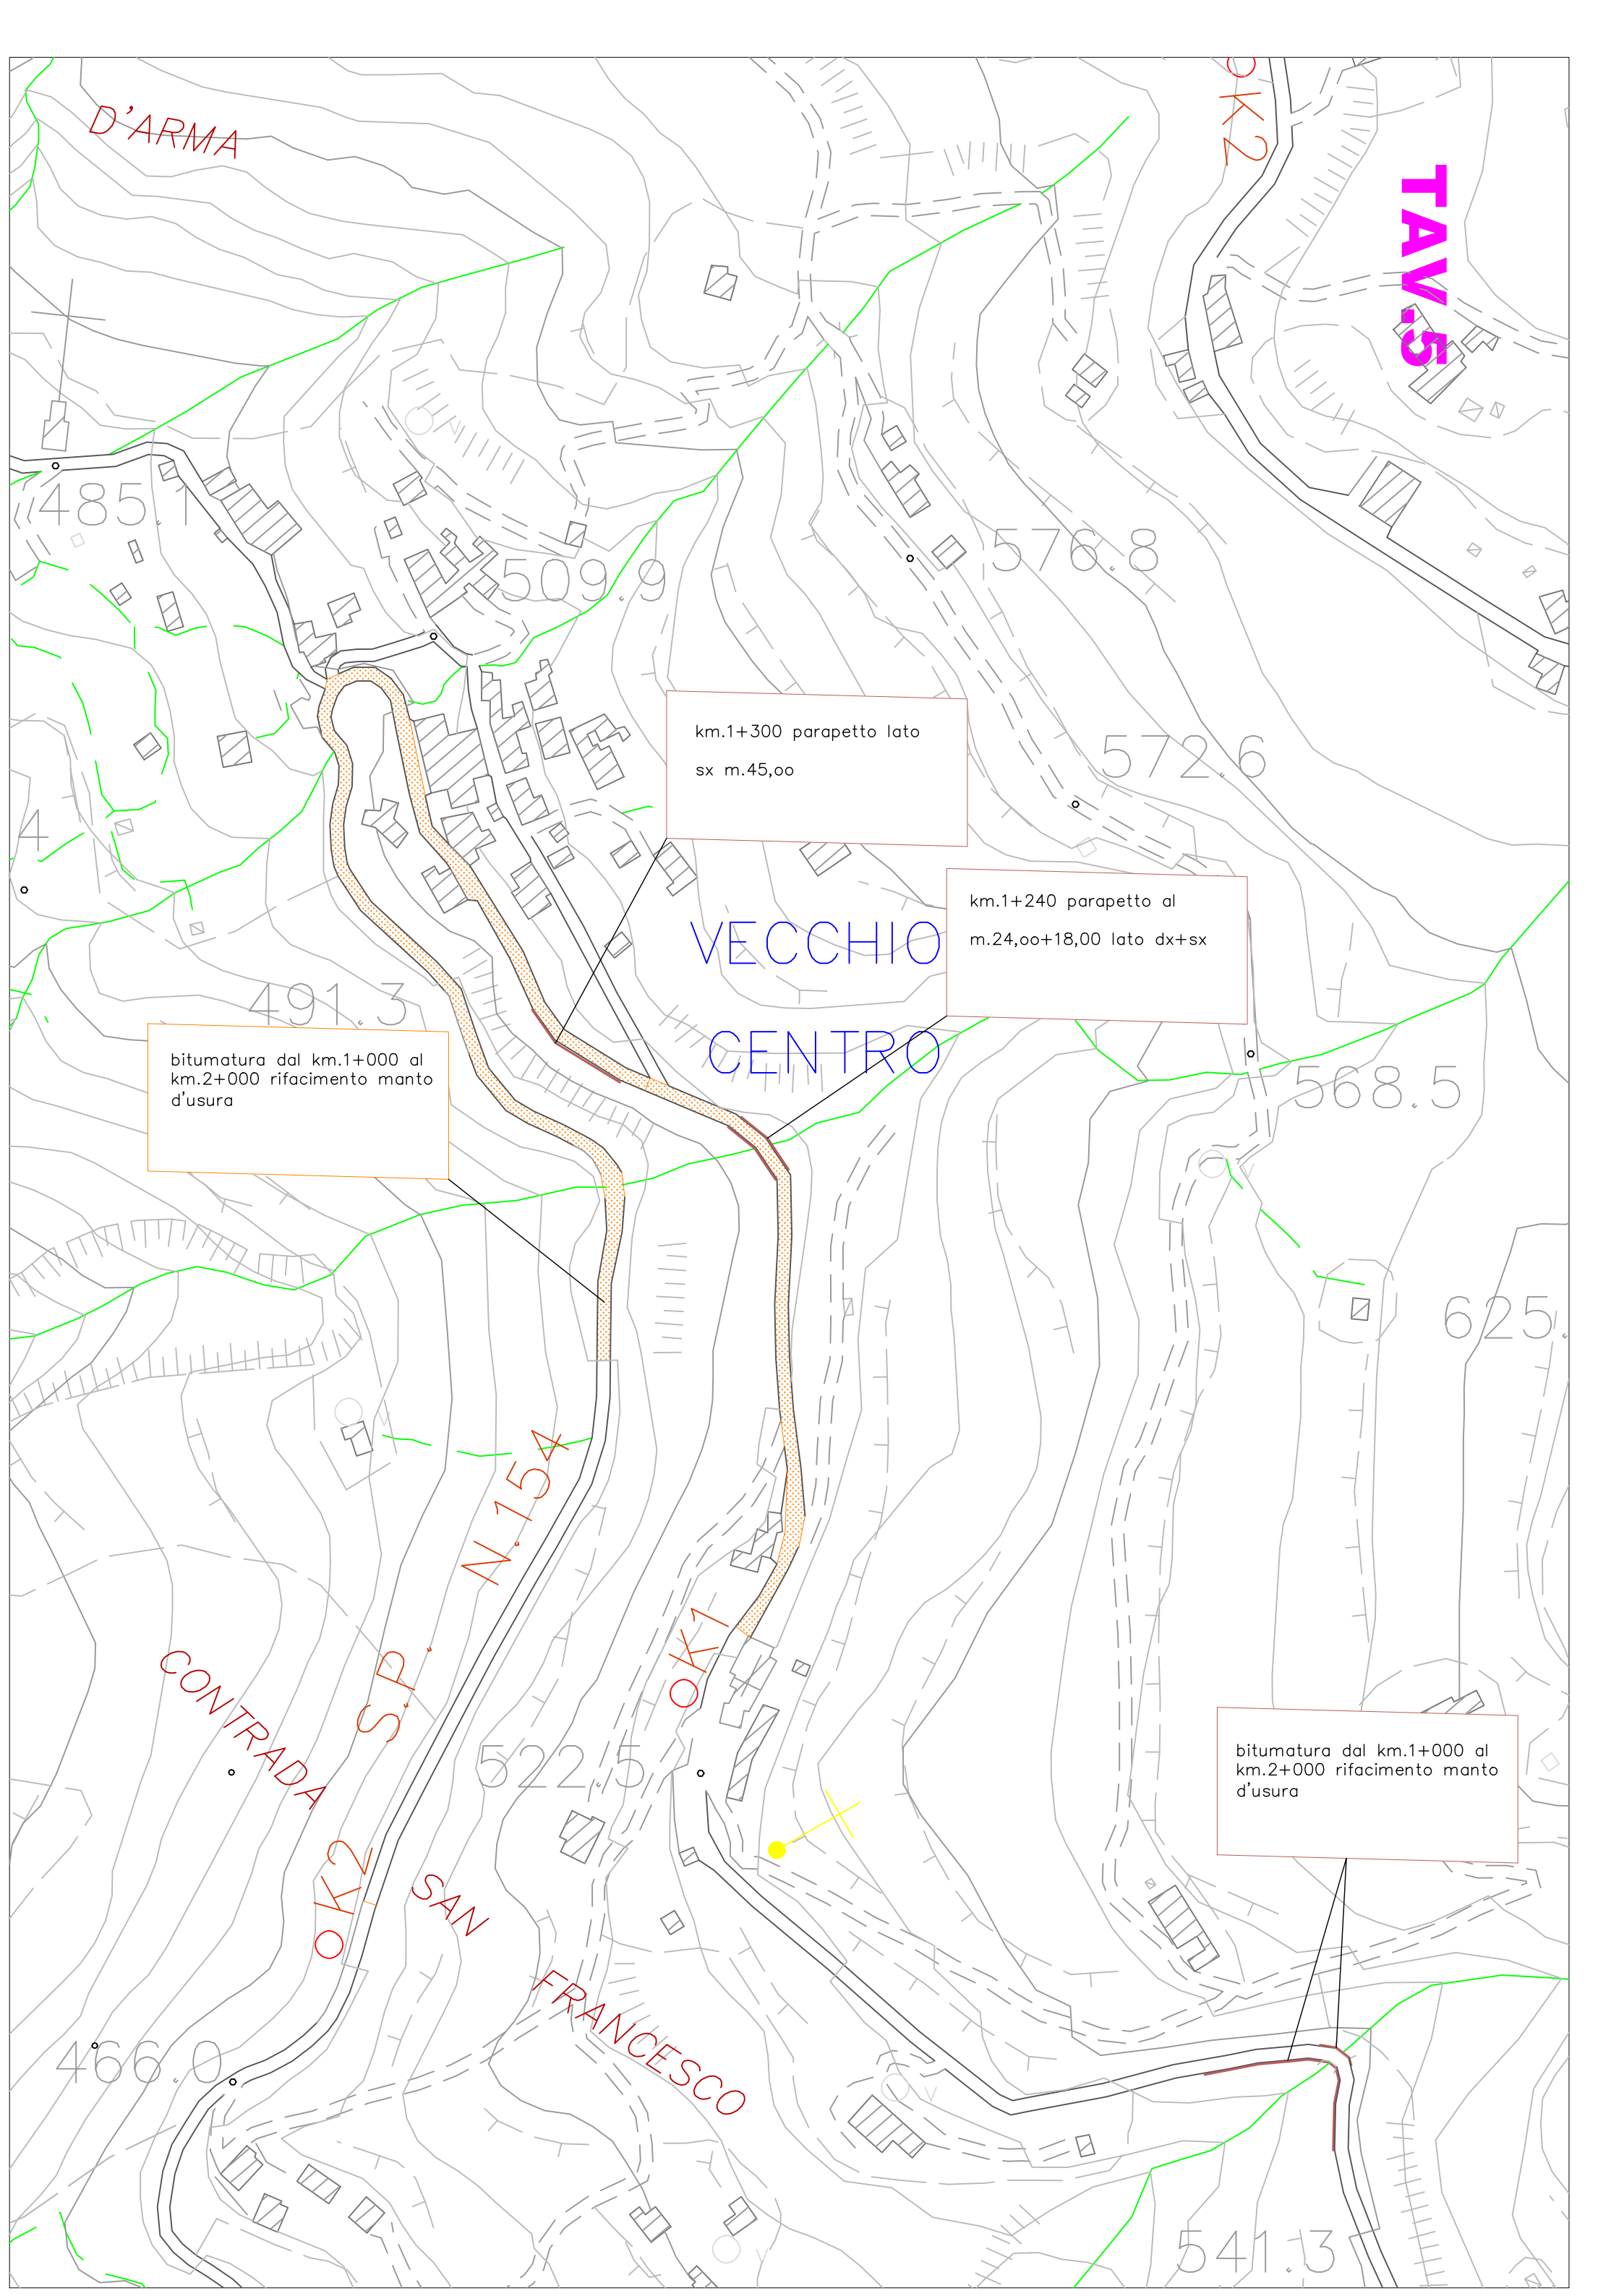 D'ARMA
OK2
TAV.5
485.1
509.9
576.8
km.1+300 parapetto lato
sx m.45,oo
572.6
4
km.1+240 parapetto al
m.24,oo+18,00 lato dx+sx
VECCHIO
CENTRO
491.3
bitumatura dal km.1+000 al
km.2+000 rifacimento manto
d'usura
568.5
v
625.
v
S.P. N.154
OK1
CONTRADA
522.5
bitumatura dal km.1+000 al
km.2+000 rifacimento manto
d'usura
OK2
SAN
FRANCESCO
466.0
v
v
541.3